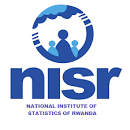 nisr
NATIONAL INSTITUTE OF
STATISTICS OF RWANDA